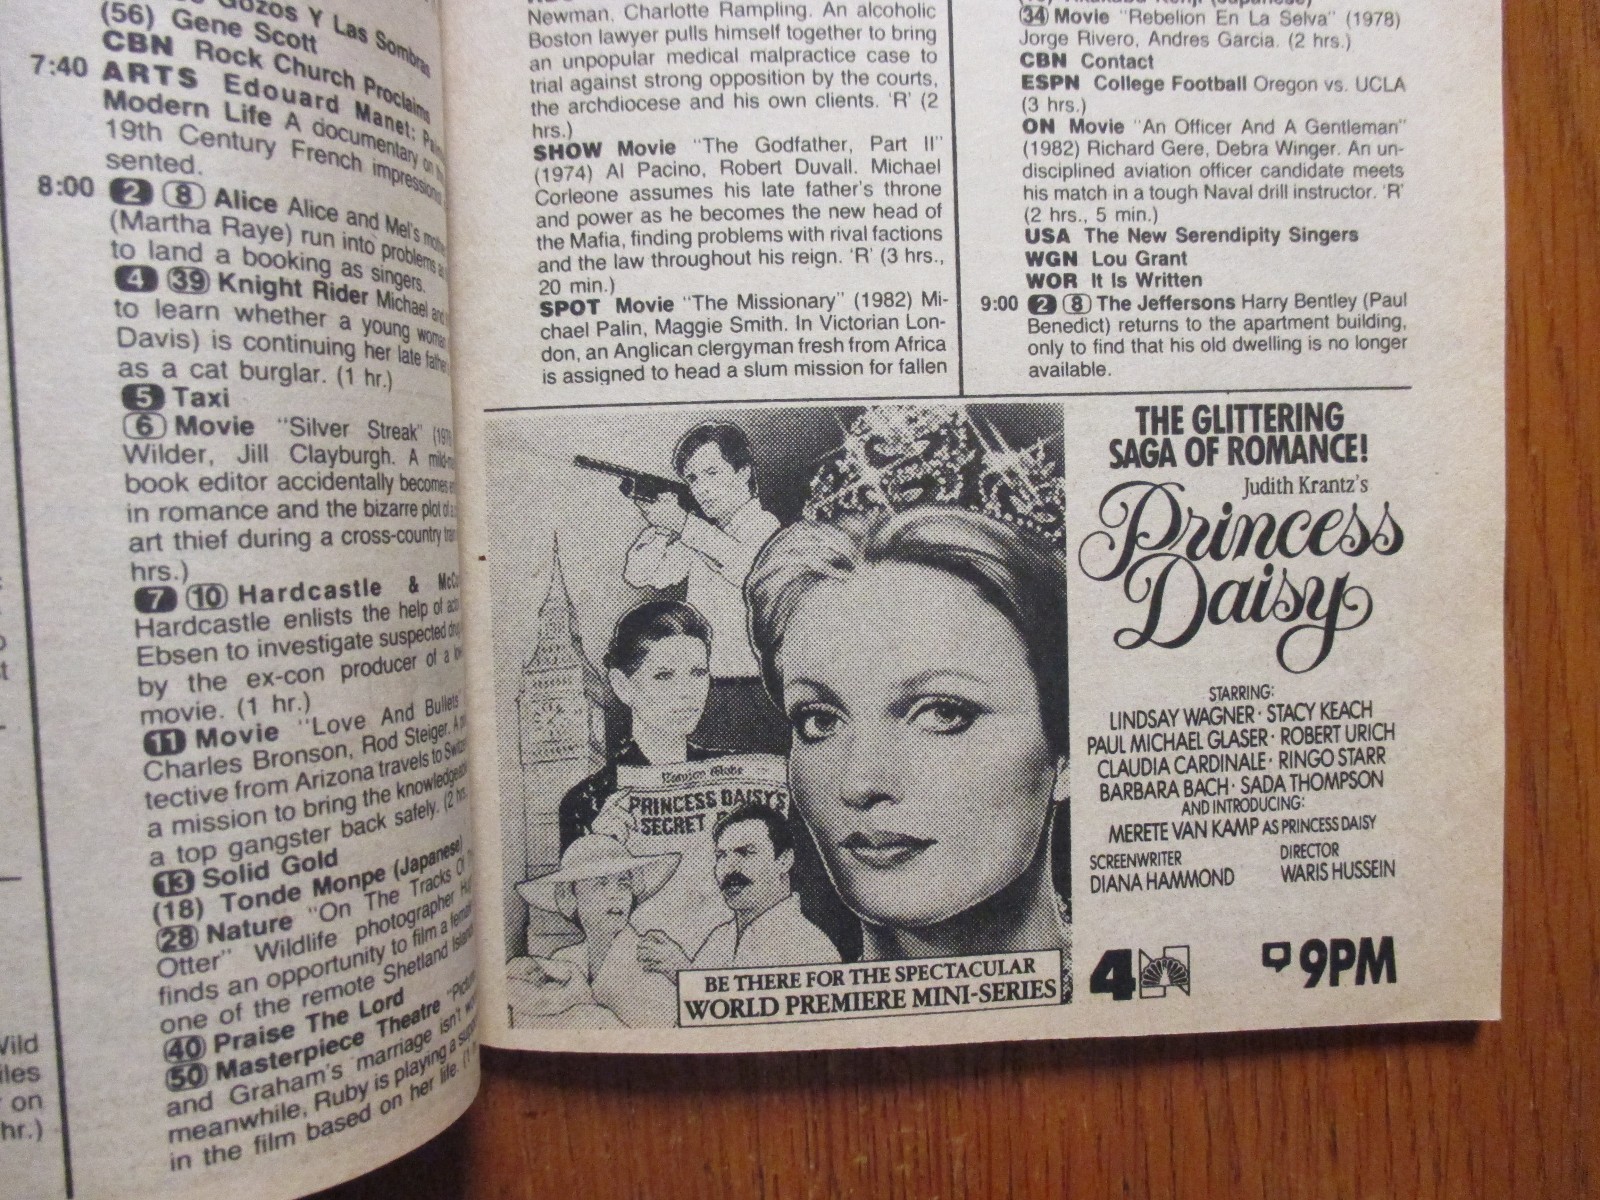 Gozos Y Las Sombras
(56) Gene Scott
CBN Rock Church Proclaims
7:40 ARTS Edouard Manet:
Modern Life A documentary on
19th Century French
sented.
8:00 2 8 Alice Alice and Mel's
(Martha Raye) run into problems
to land a booking as singers.
4 39 Knight Rider Michael and
to learn whether a young
Davis) is continuing her late
as a cat burglar. (1 hr.)
5 Taxi
6 Movie "Silver Streak"
Wilder, Jill Clayburgh. A
book editor accidentally becomes
in romance and the bizarre plot of
art thief during a cross-country
hrs.)
7 10 Hardcastle &
Hardcastle enlists the help of
Ebsen to investigate suspected
by the ex-con producer of a
movie. (1 hr.)
11 Movie "Love And Bullets"
Charles Bronson, Rod Steiger. A
tective from Arizona travels to
a mission to bring the
a top gangster back safely. (2 hrs.
13 Solid Gold
(18) Tonde Monpe (Japanese)
28 Nature "On The Tracks Of
Otter" Wildlife photographer
finds an opportunity to film a
one of the remote Shetland
40 Praise The Lord
50 Masterpiece Theatre
and Graham's marriage isn't
meanwhile, Ruby is playing a
in the film based on her life.
on
hr.)
Newman, Charlotte Rampling. An alcoholic
Boston lawyer pulls himself together to bring
an unpopular medical malpractice case to
trial against strong opposition by the courts,
the archdiocese and his own clients. 'R' (2
hrs.)
SHOW Movie "The Godfather, Part II"
(1974) Al Pacino, Robert Duvall. Michael
Corleone assumes his late father's throne
and power as he becomes the new head of
the Mafia, finding problems with rival factions
and the law throughout his reign. 'R' (3 hrs.,
20 min.)
SPOT Movie "The Missionary" (1982) Mi-
chael Palin, Maggie Smith. In Victorian Lon-
don, an Anglican clergyman fresh from Africa
is assigned to head a slum mission for fallen
34 Movie "Rebelion En La Selva" (1978)
Jorge Rivero, Andres Garcia. (2 hrs.)
CBN Contact
ESPN College Football Oregon vs. UCLA
(3 hrs.)
ON Movie "An Officer And A Gentleman"
(1982) Richard Gere, Debra Winger. An un-
disciplined aviation officer candidate meets
his match in a tough Naval drill instructor. 'R'
(2 hrs., 5 min.)
USA The New Serendipity Singers
WGN Lou Grant
WOR It Is Written
9:00 2 8 The Jeffersons Harry Bentley (Paul
Benedict) returns to the apartment building,
only to find that his old dwelling is no longer
available.
PRINCESS DAISY'S
SECRET
BE THERE FOR THE SPECTACULAR
WORLD PREMIERE MINI-SERIES
THE GLITTERING
SAGA OF ROMANCE!
Judith Krantz's
Princess
Daisy
STARRING:
LINDSAY WAGNER · STACY KEACH
PAUL MICHAEL GLASER · ROBERT URICH
CLAUDIA CARDINALE · RINGO STARR
BARBARA BACH · SADA THOMPSON
AND INTRODUCING:
MERETE VAN KAMP AS PRINCESS DAISY
SCREENWRITER
DIANA HAMMOND
DIRECTOR
WARIS HUSSEIN
4 9PM